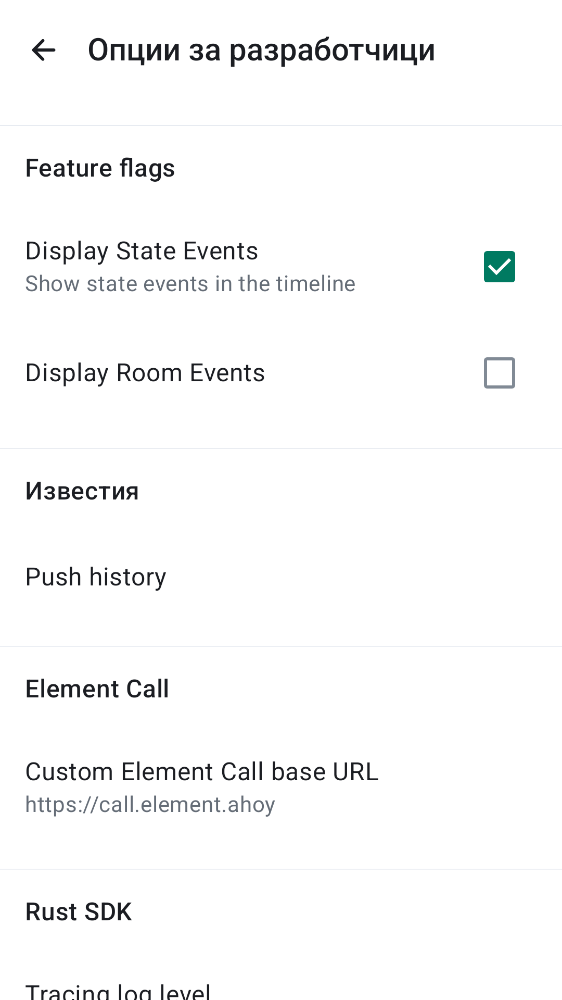 Опции за разработчици
Feature flags
Display State Events
Show state events in the timeline
Display Room Events
Известия
Push history
Element Call
Custom Element Call base URL
https://call.element.ahoy
Rust SDK
Tracing log level